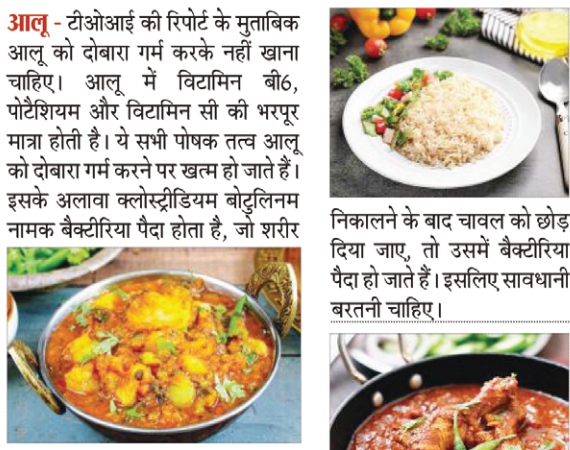 आलू - टीओआई की रिपोर्ट के मुताबिक
आलू को दोबारा गर्म करके नहीं खाना
चाहिए। आलू में विटामिन बी6,
पोटैशियम और विटामिन सी की भरपूर
मात्रा होती है। ये सभी पोषक तत्व आलू
को दोबारा गर्म करने पर खत्म हो जाते हैं।
इसके अलावा क्लोस्ट्रीडियम बोटुलिनम
नामक बैक्टीरिया पैदा होता है, जो शरीर
निकालने के बाद चावल को छोड़
दिया जाए, तो उसमें बैक्टीरिया
पैदा हो जाते हैं। इसलिए सावधानी
बरतनी चाहिए।